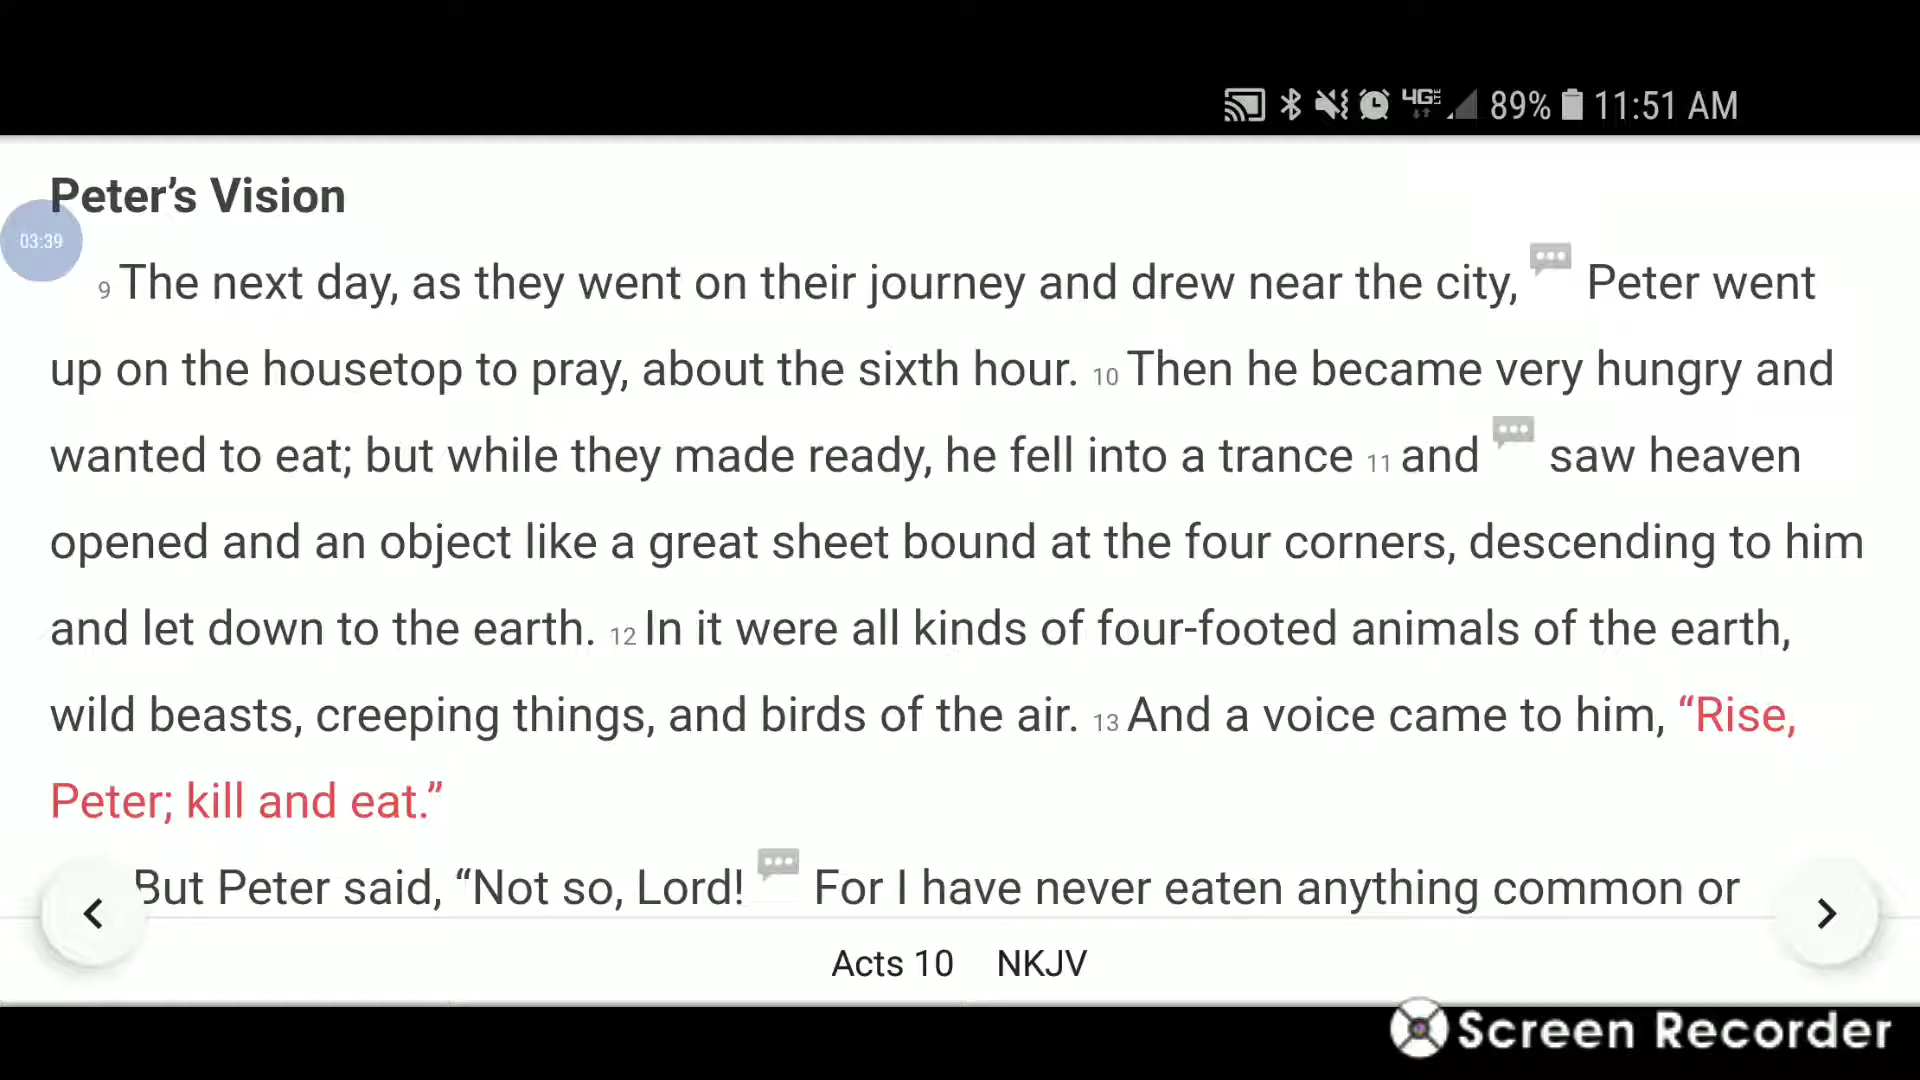 4G LTE 89% 11:51 AM
Peter’s Vision
03:39
9 The next day, as they went on their journey and drew near the city, Peter went
up on the housetop to pray, about the sixth hour. 10 Then he became very hungry and
wanted to eat; but while they made ready, he fell into a trance 11 and saw heaven
opened and an object like a great sheet bound at the four corners, descending to him
and let down to the earth. 12 In it were all kinds of four-footed animals of the earth,
wild beasts, creeping things, and birds of the air. 13 And a voice came to him, “Rise,
Peter; kill and eat.”
But Peter said, “Not so, Lord! For I have never eaten anything common or
Acts 10 NKJV
Screen Recorder